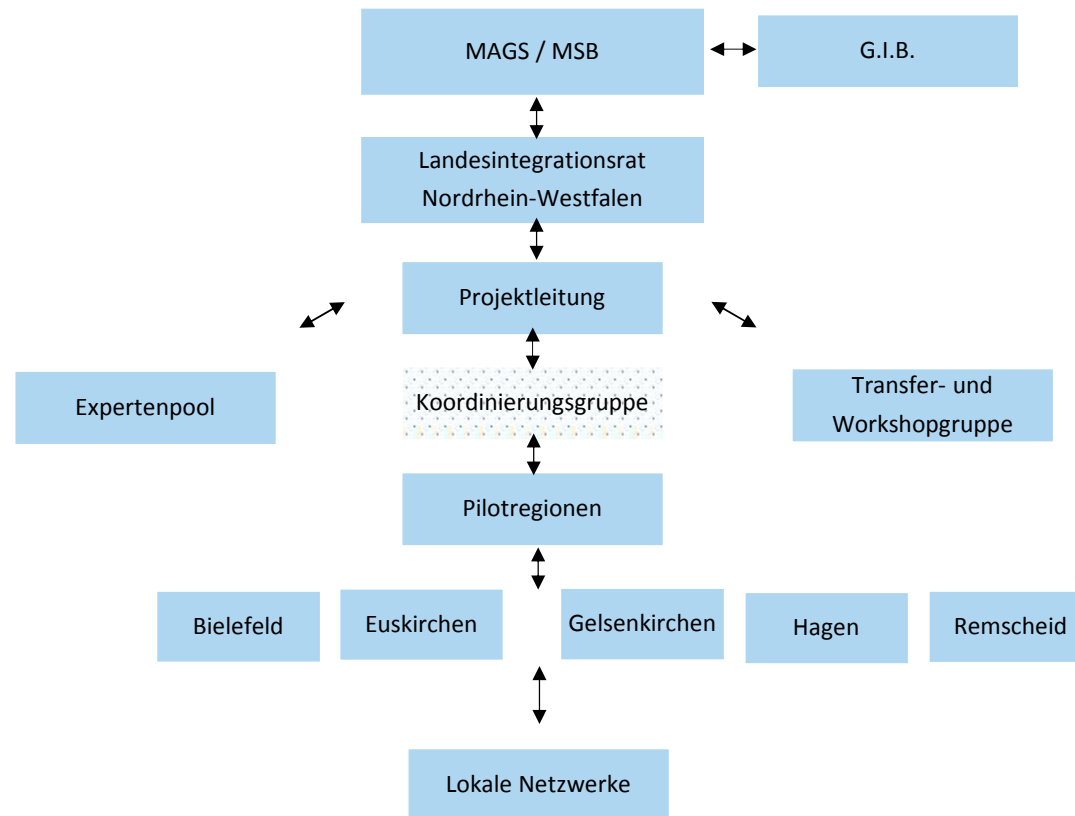 MAGS / MSB
G.I.B.
Landesintegrationsrat
Nordrhein-Westfalen
Projektleitung
Expertenpool
Koordinierungsgruppe
Transfer- und
Workshopgruppe
Pilotregionen
Bielefeld
Euskirchen
Gelsenkirchen
Hagen
Remscheid
Lokale Netzwerke